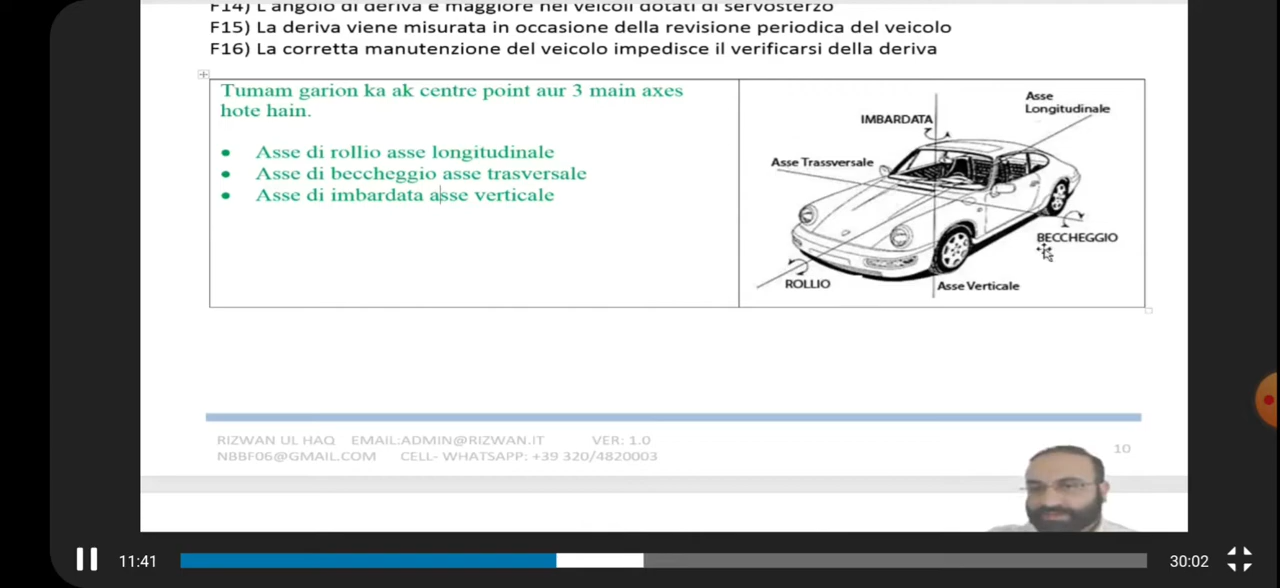 F14) L'angolo di deriva è maggiore nei veicoli dotati di servosterzo
F15) La deriva viene misurata in occasione della revisione periodica del veicolo
F16) La corretta manutenzione del veicolo impedisce il verificarsi della deriva
Tumam garion ka ak centre point aur 3 main axes
hote hain.
• Asse di rollio asse longitudinale
• Asse di beccheggio asse trasversale
• Asse di imbardata asse verticale
Asse
Longitudinale
IMBARDATA
Asse Trassversale
BECCHEGGIO
ROLLIO
Asse Verticale
RIZWAN UL HAQ EMAIL:ADMIN@RIZWAN.IT VER: 1.0
NBBF06@GMAIL.COM CELL- WHATSAPP: +39 320/4820003
10
11:41
30:02